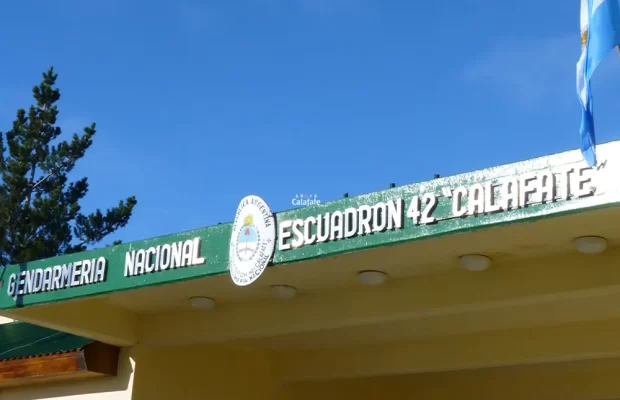 GENDARMERIA NACIONAL
ESCUADRON 42 "CALAFATE"
Calafate